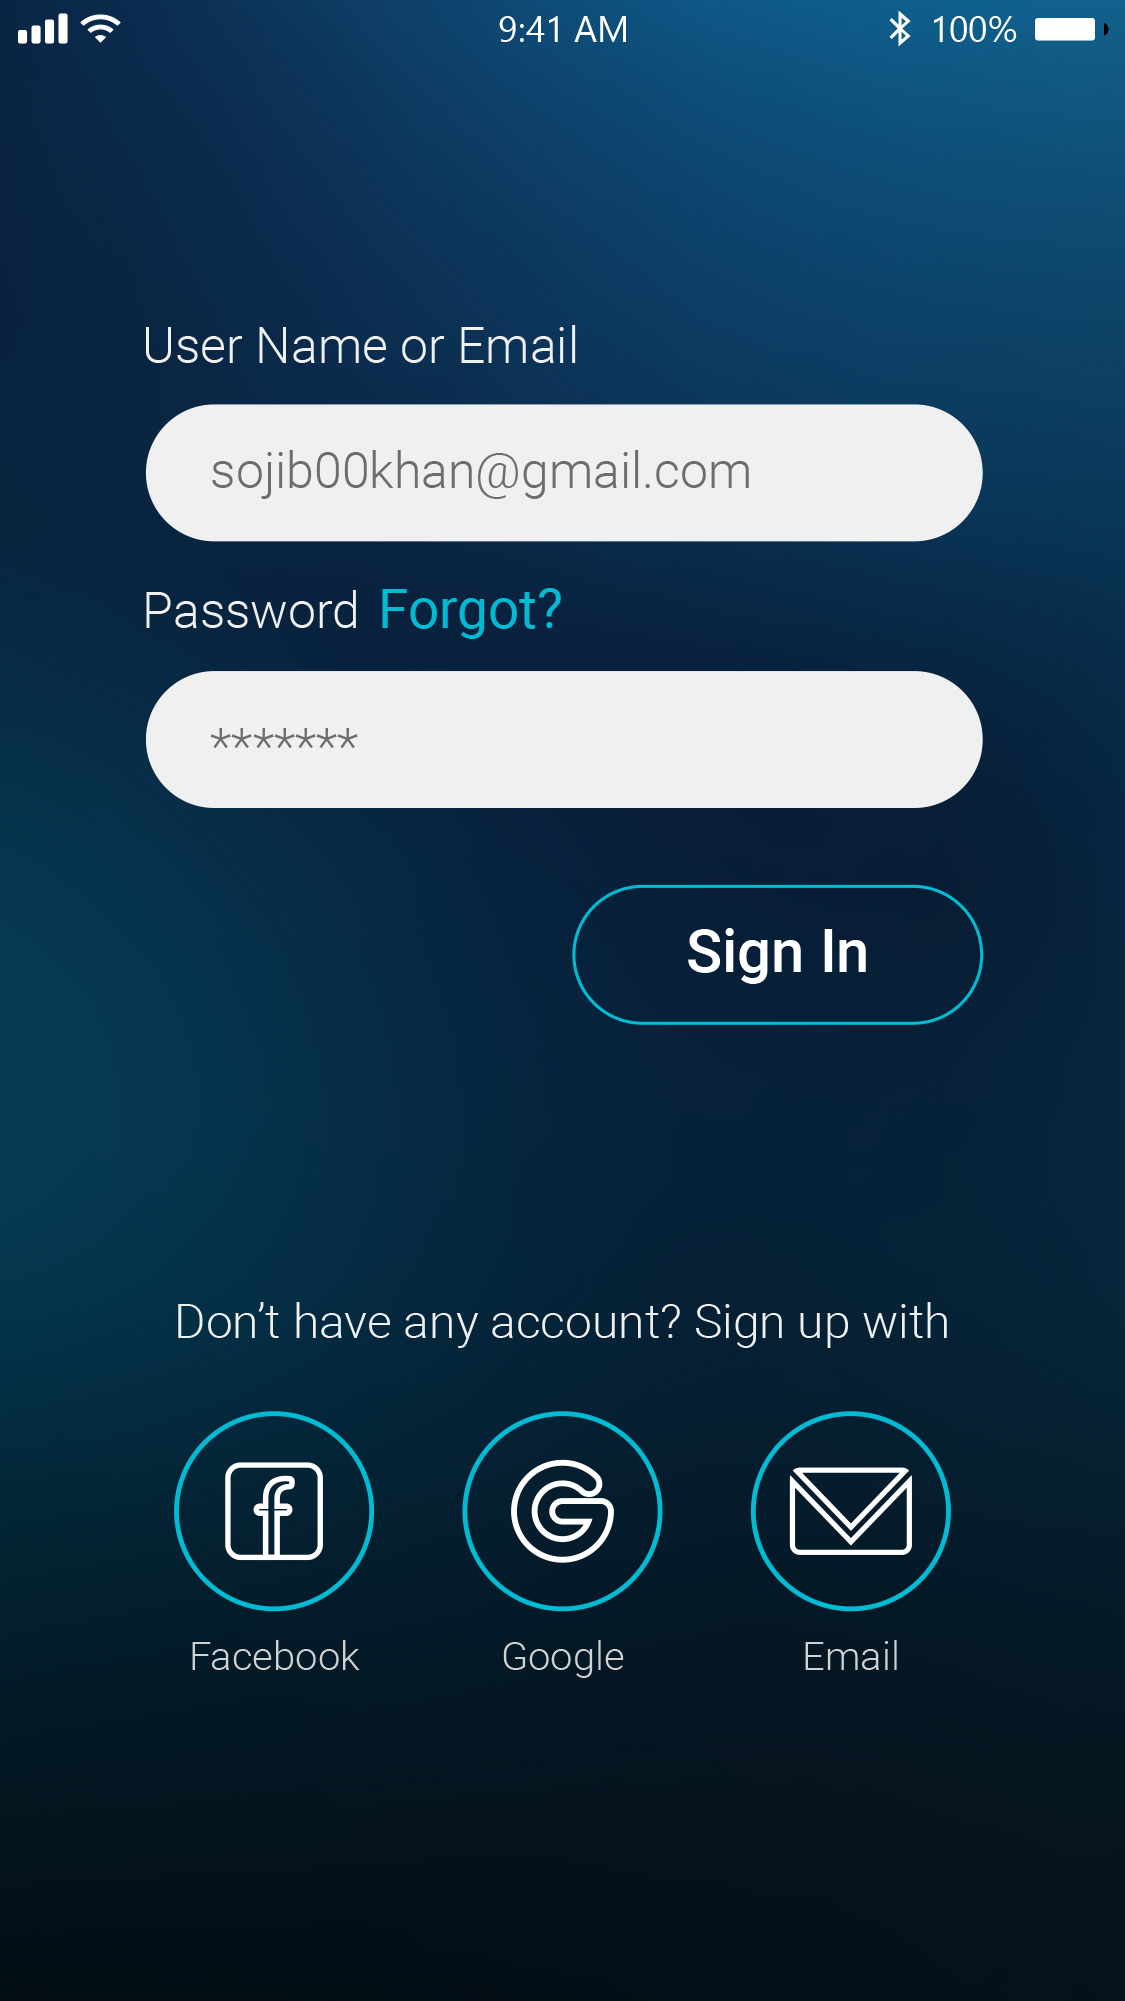 9:41 AM 100%
User Name or Email
sojib00khan@gmail.com
Password Forgot?
*******
Sign In
Don’t have any account? Sign up with
Facebook Google Email